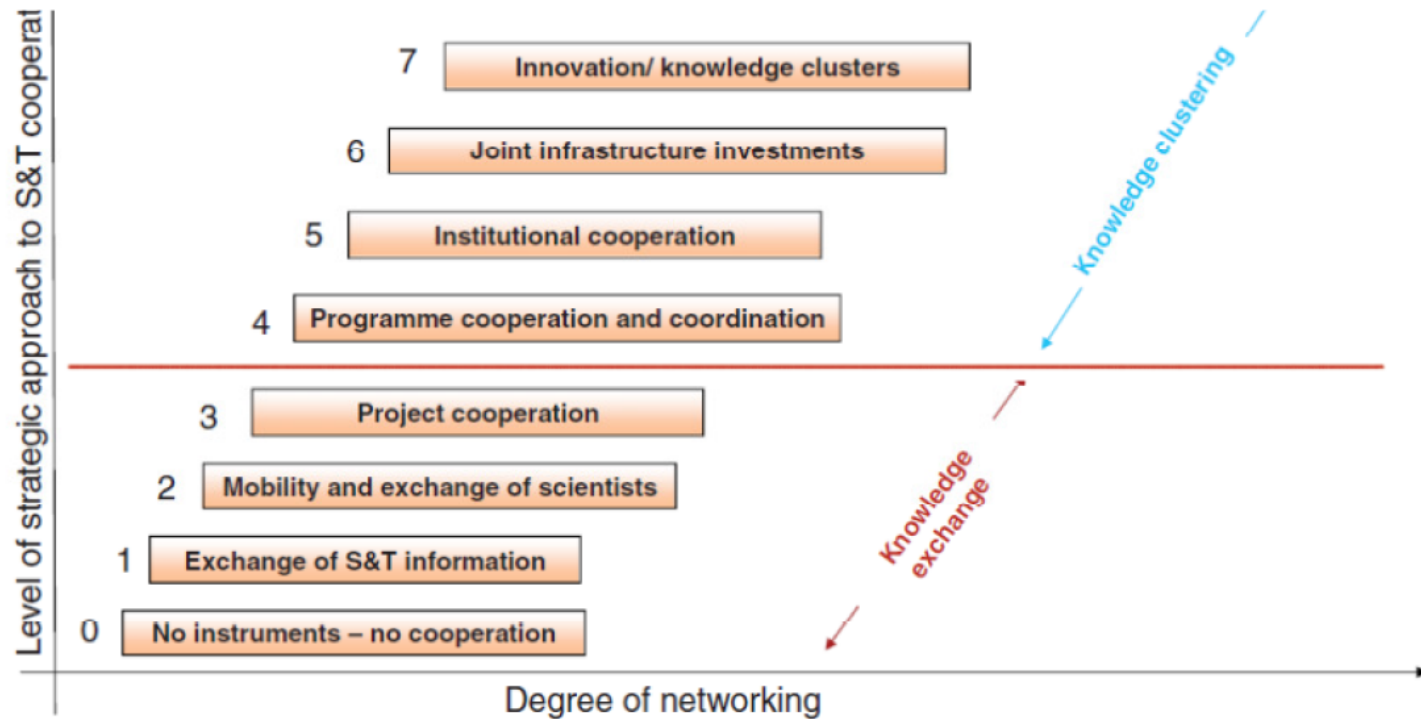 Level of strategic approach to S&T cooperat
7 Innovation/ knowledge clusters
6 Joint infrastructure investments
5 Institutional cooperation
4 Programme cooperation and coordination
Knowledge clustering
3 Project cooperation
2 Mobility and exchange of scientists
1 Exchange of S&T information
0 No instruments – no cooperation
Knowledge
exchange
Degree of networking